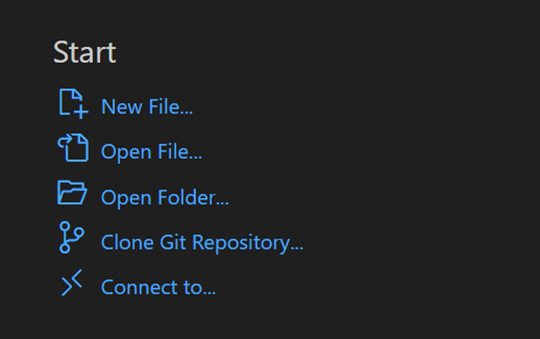 Start
New File...
Open File...
Open Folder...
Clone Git Repository...
Connect to...